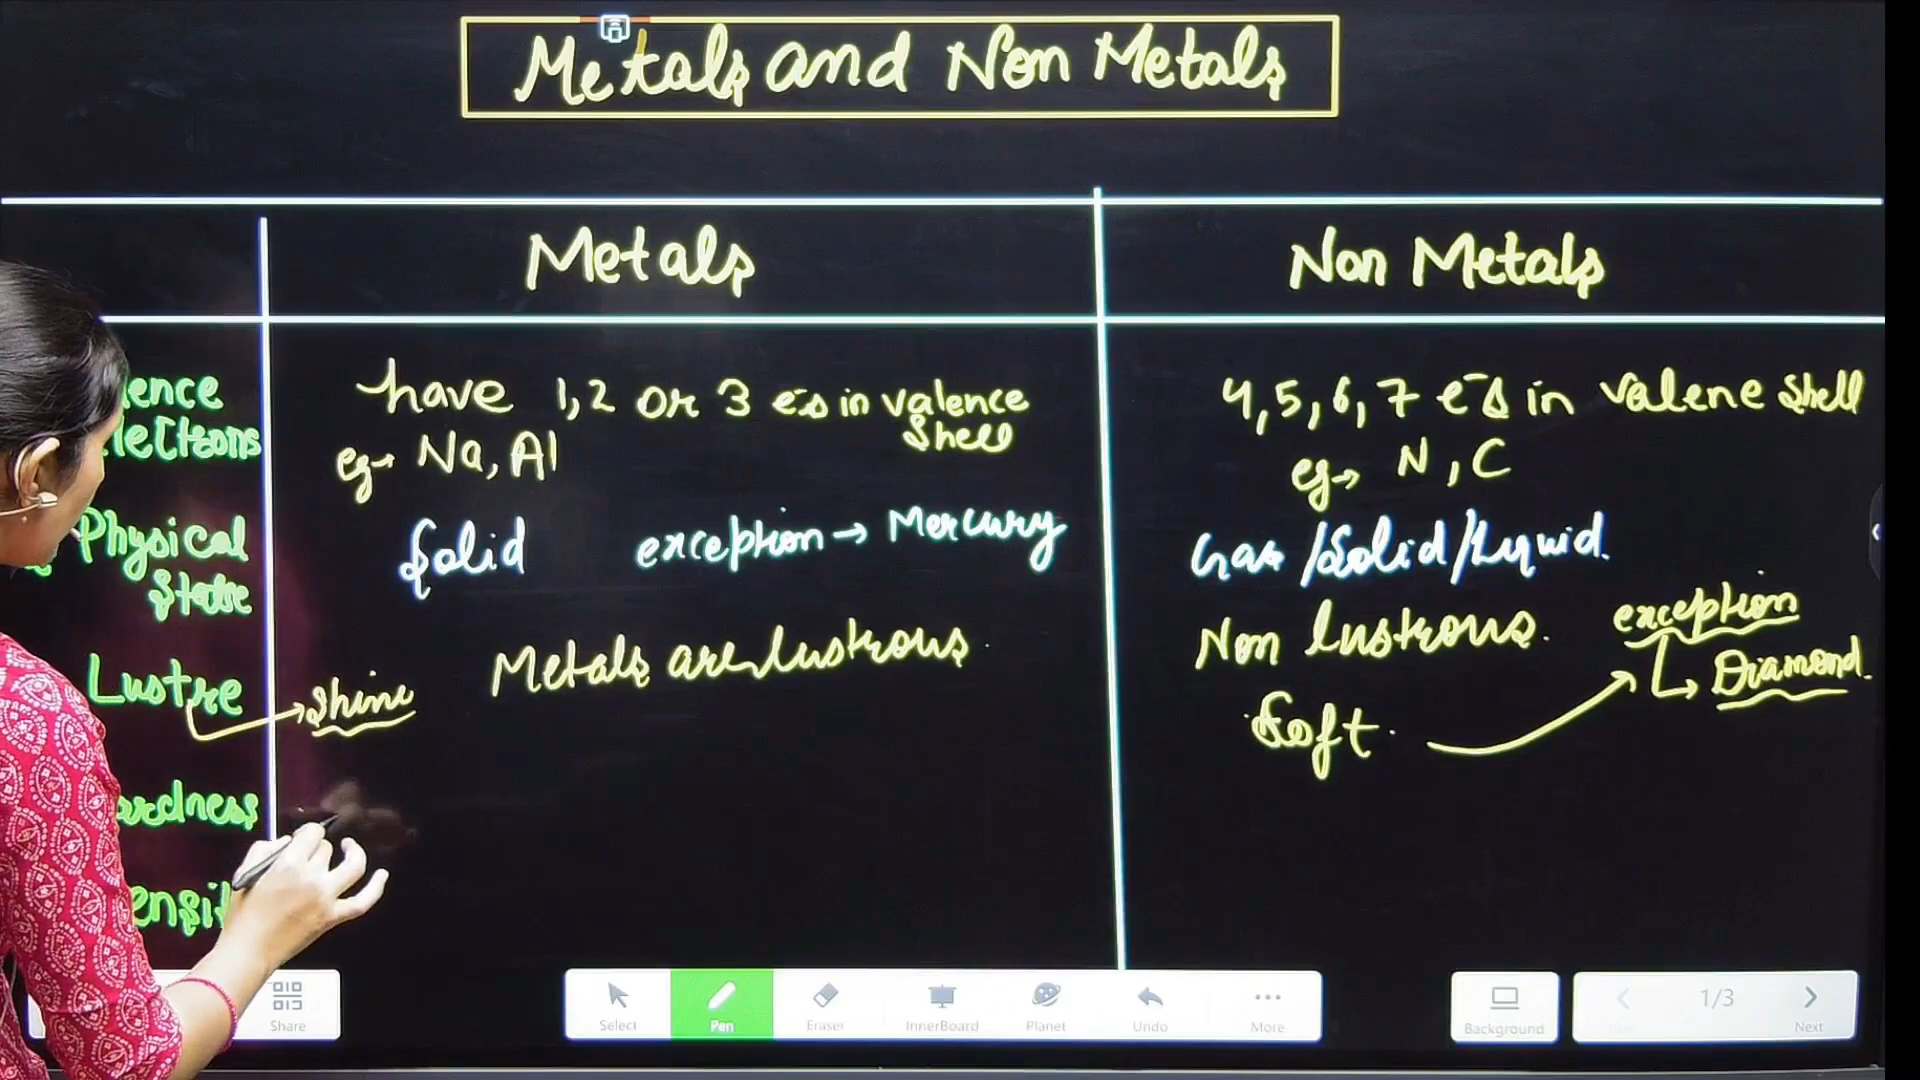 Metals and Non Metals
Metals
Non Metals
lence
lectrons
have 1,2 or 3 e⁻s in valence
shell
eg→ Na, Al
4,5,6,7 e⁻s in valene shell
eg→ N, C
Physical
State
Solid exception → Mercury
Gas/Solid/Liquid.
Lustre
→ shine
Metals are lustrous.
Non lustrous.
exception
↳ Diamond.
ardness
Soft.
ensit
Share
Select
Pen
Eraser
InnerBoard
Planet
Undo
More
Background
1/3
Next